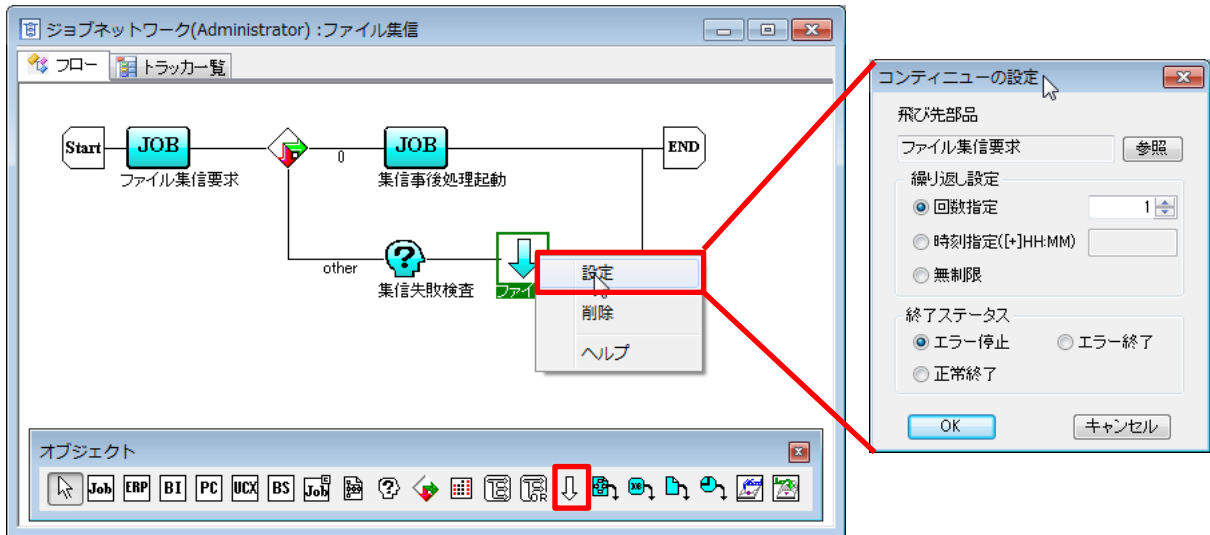 ジョブネットワーク(Administrator) :ファイル集信
フロー
トラッカ一覧
Start
JOB
ファイル集信要求
0
JOB
集信事後処理起動
END
other
集信失敗検査
ファイ
設定
削除
ヘルプ
オブジェクト
Job
ERP
BI
PC
UCX
BS
Job
OR
コンティニューの設定
飛び先部品
ファイル集信要求
参照
繰り返し設定
回数指定
1
時刻指定([+]HH:MM)
無制限
終了ステータス
エラー停止
エラー終了
正常終了
OK
キャンセル